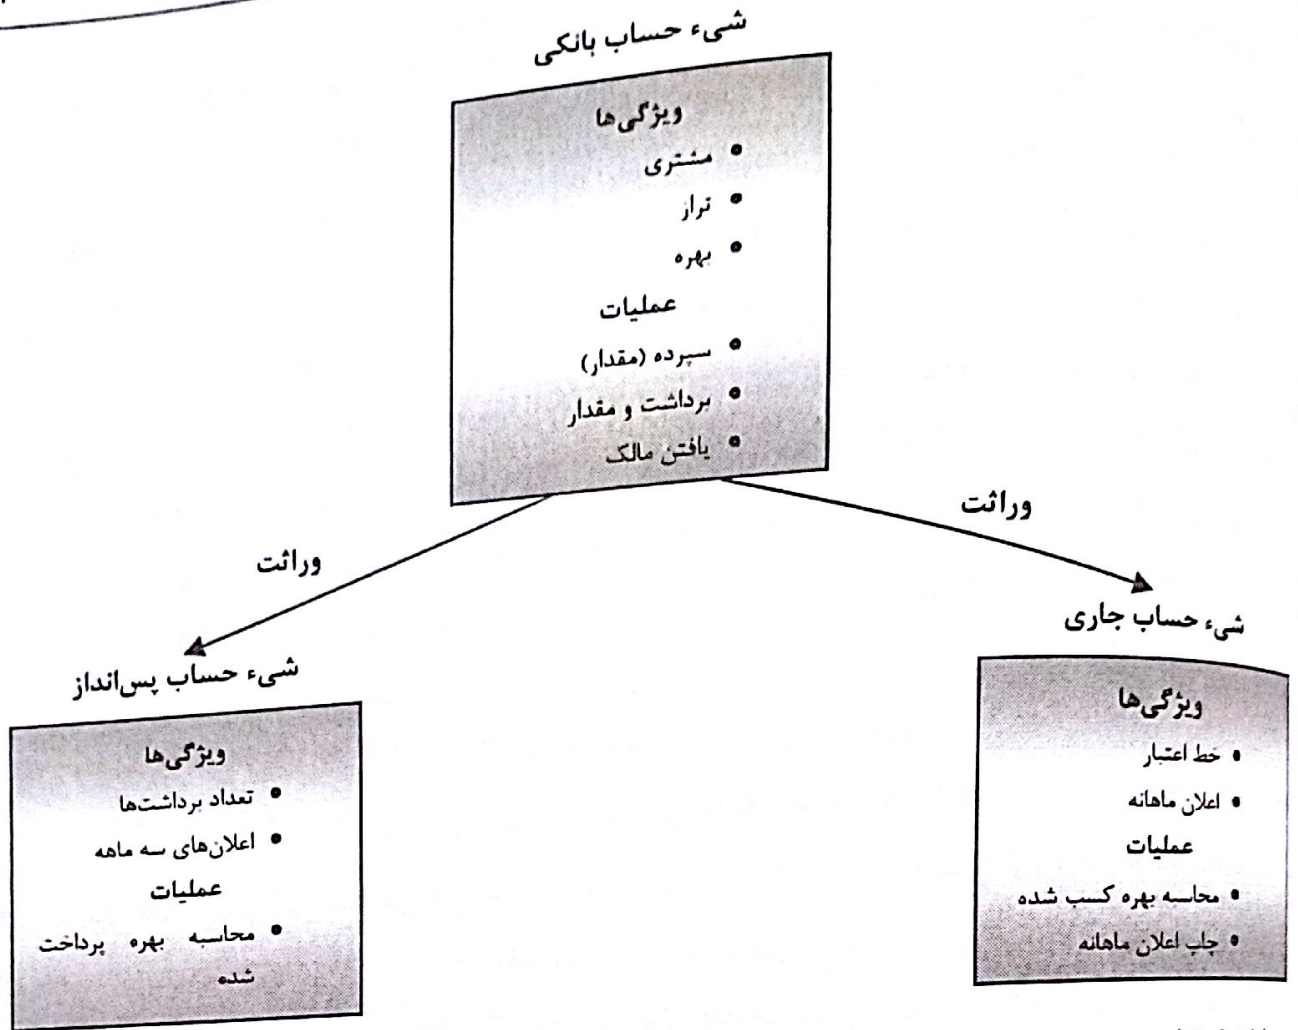 شیء حساب بانکی
ویژگی‌ها
• مشتری
• تراز
• بهره
عملیات
• سپرده (مقدار)
• برداشت و مقدار
• یافتن مالک
وراثت
وراثت
شیء حساب جاری
ویژگی‌ها
• خط اعتبار
• اعلان ماهانه
عملیات
• محاسبه بهره کسب شده
• چاپ اعلان ماهانه
شیء حساب پس‌انداز
ویژگی‌ها
• تعداد برداشت‌ها
• اعلان‌های سه ماهه
عملیات
• محاسبه بهره پرداخت
شده